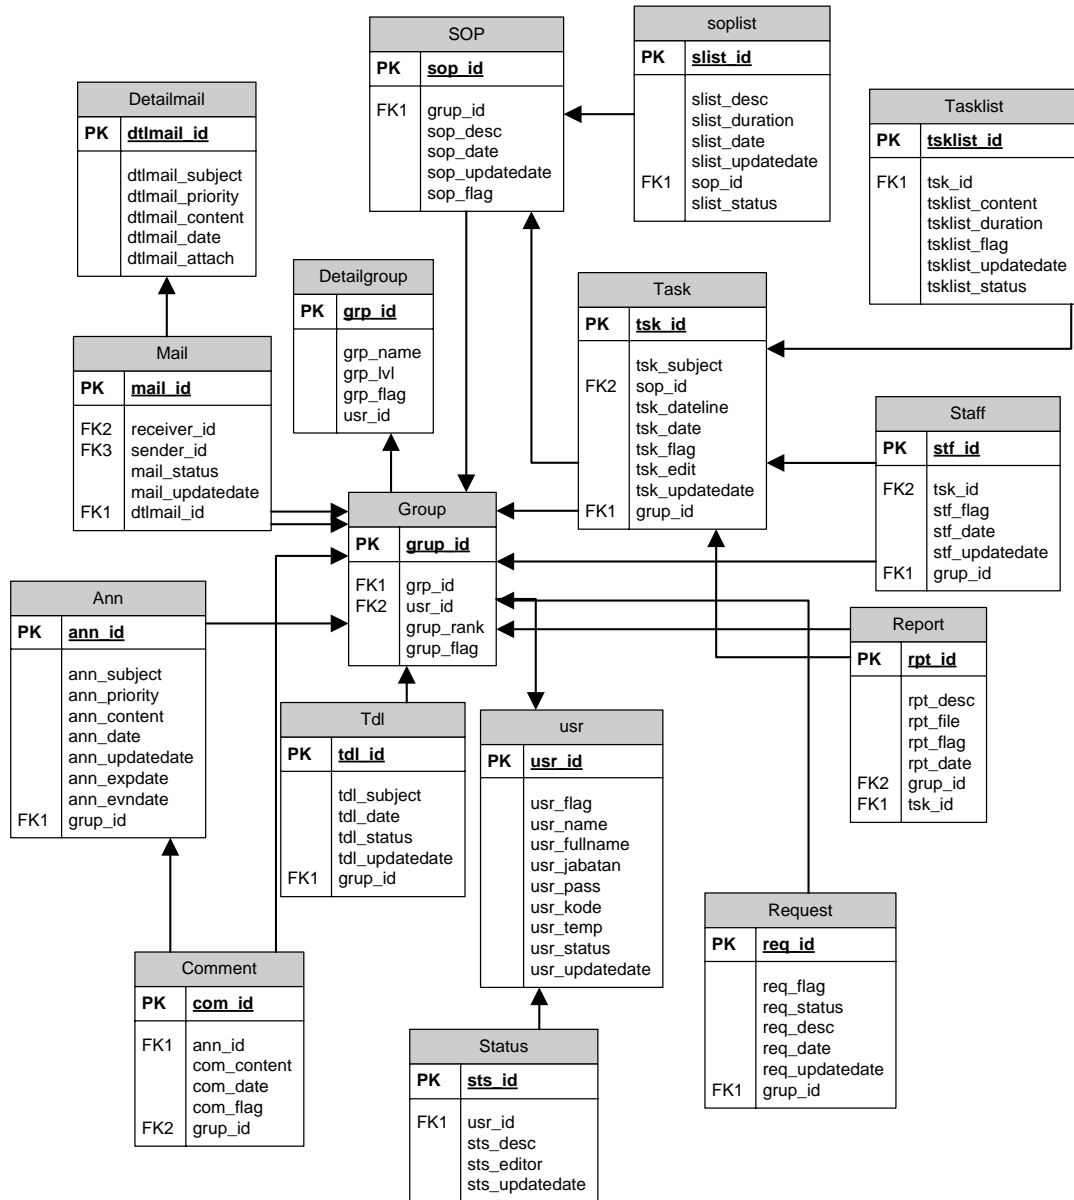 SOP
PK sop_id
FK1 grup_id
sop_desc
sop_date
sop_updatedate
sop_flag
soplist
PK slist_id
slist_desc
slist_duration
slist_date
slist_updatedate
FK1 sop_id
slist_status
Detailmail
PK dtlmail_id
dtlmail_subject
dtlmail_priority
dtlmail_content
dtlmail_date
dtlmail_attach
Tasklist
PK tsklist_id
FK1 tsk_id
tsklist_content
tsklist_duration
tsklist_flag
tsklist_updatedate
tsklist_status
Detailgroup
PK grp_id
grp_name
grp_lvl
grp_flag
usr_id
Task
PK tsk_id
tsk_subject
FK2 sop_id
tsk_dateline
tsk_date
tsk_flag
tsk_edit
tsk_updatedate
FK1 grup_id
Mail
PK mail_id
FK2 receiver_id
FK3 sender_id
mail_status
mail_updatedate
FK1 dtlmail_id
Staff
PK stf_id
FK2 tsk_id
stf_flag
stf_date
stf_updatedate
FK1 grup_id
Group
PK grup_id
FK1 grp_id
FK2 usr_id
grup_rank
grup_flag
Ann
PK ann_id
ann_subject
ann_priority
ann_content
ann_date
ann_updatedate
ann_expdate
ann_evndate
FK1 grup_id
Report
PK rpt_id
rpt_desc
rpt_file
rpt_flag
rpt_date
FK2 grup_id
FK1 tsk_id
Tdl
PK tdl_id
tdl_subject
tdl_date
tdl_status
tdl_updatedate
FK1 grup_id
usr
PK usr_id
usr_flag
usr_name
usr_fullname
usr_jabatan
usr_pass
usr_kode
usr_temp
usr_status
usr_updatedate
Request
PK req_id
req_flag
req_status
req_desc
req_date
req_updatedate
FK1 grup_id
Comment
PK com_id
FK1 ann_id
com_content
com_date
com_flag
FK2 grup_id
Status
PK sts_id
FK1 usr_id
sts_desc
sts_editor
sts_updatedate